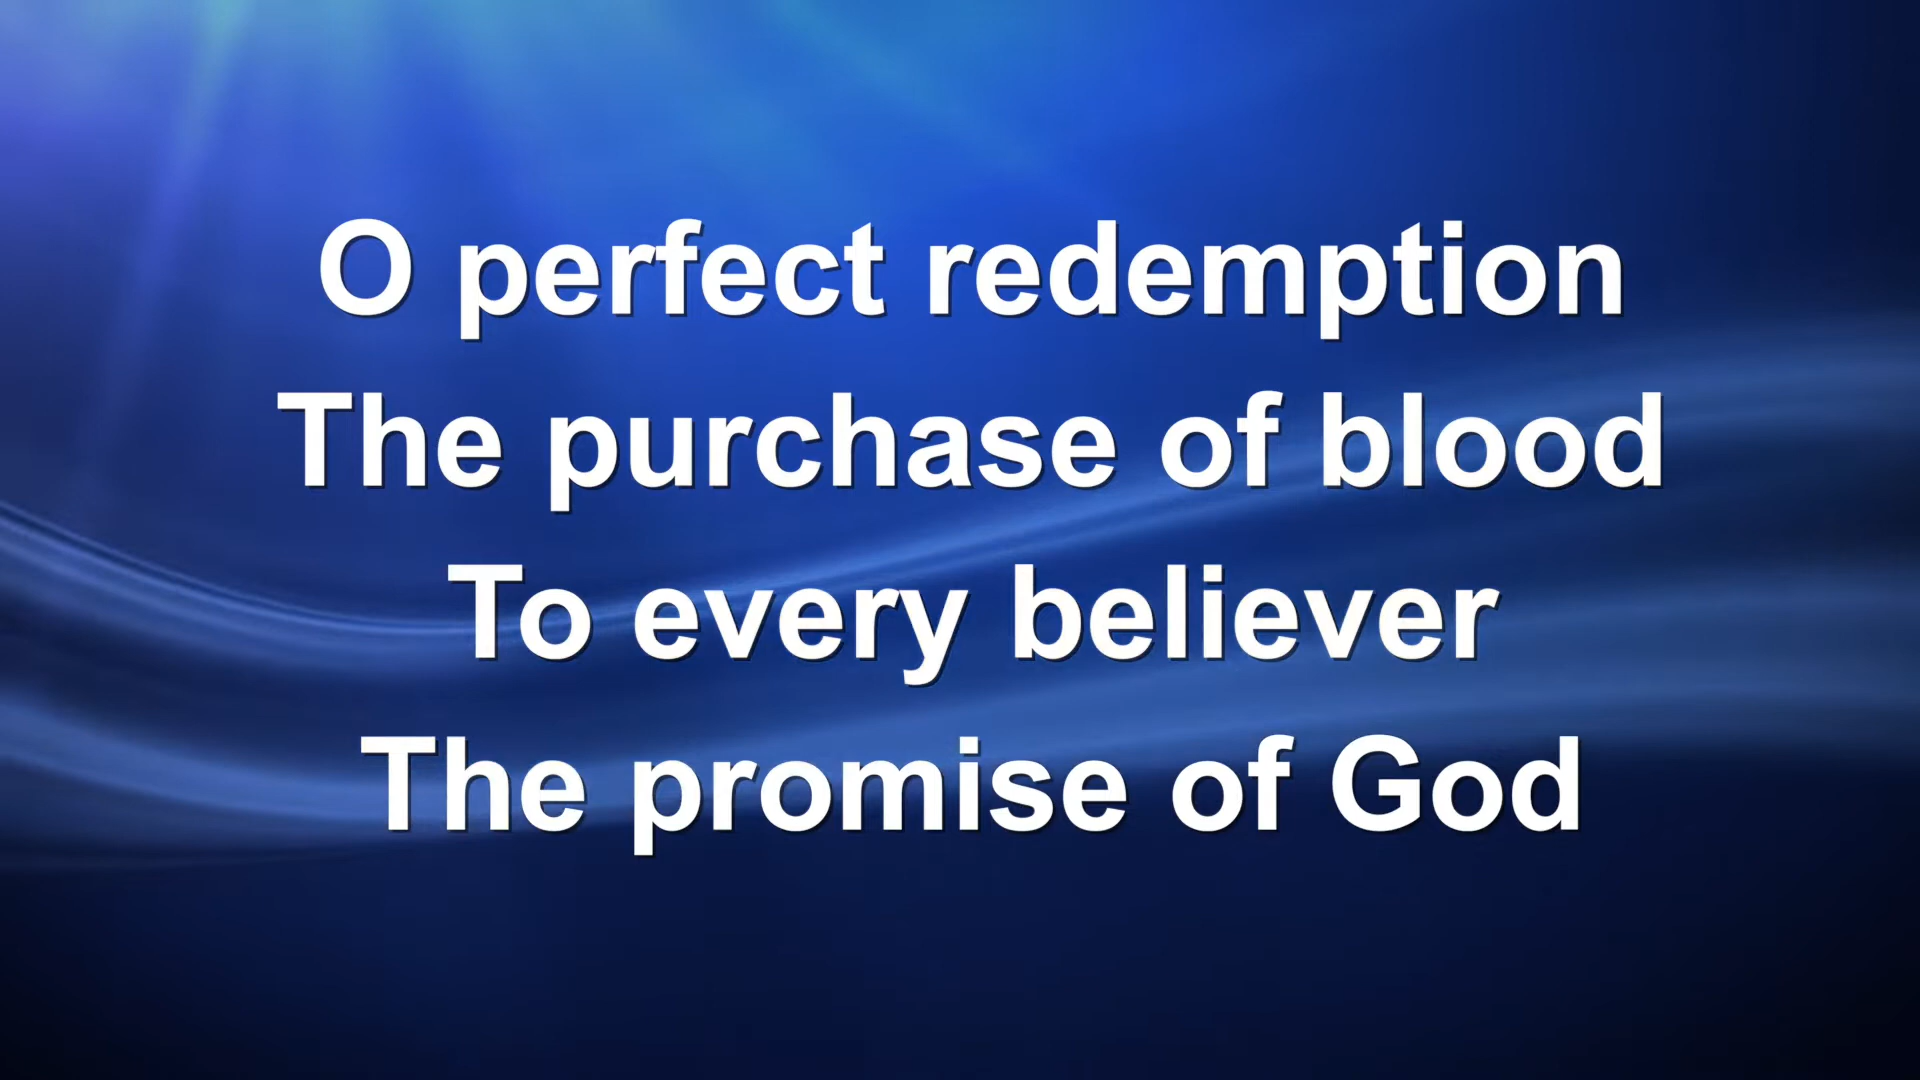 O perfect redemption
The purchase of blood
To every believer
The promise of God